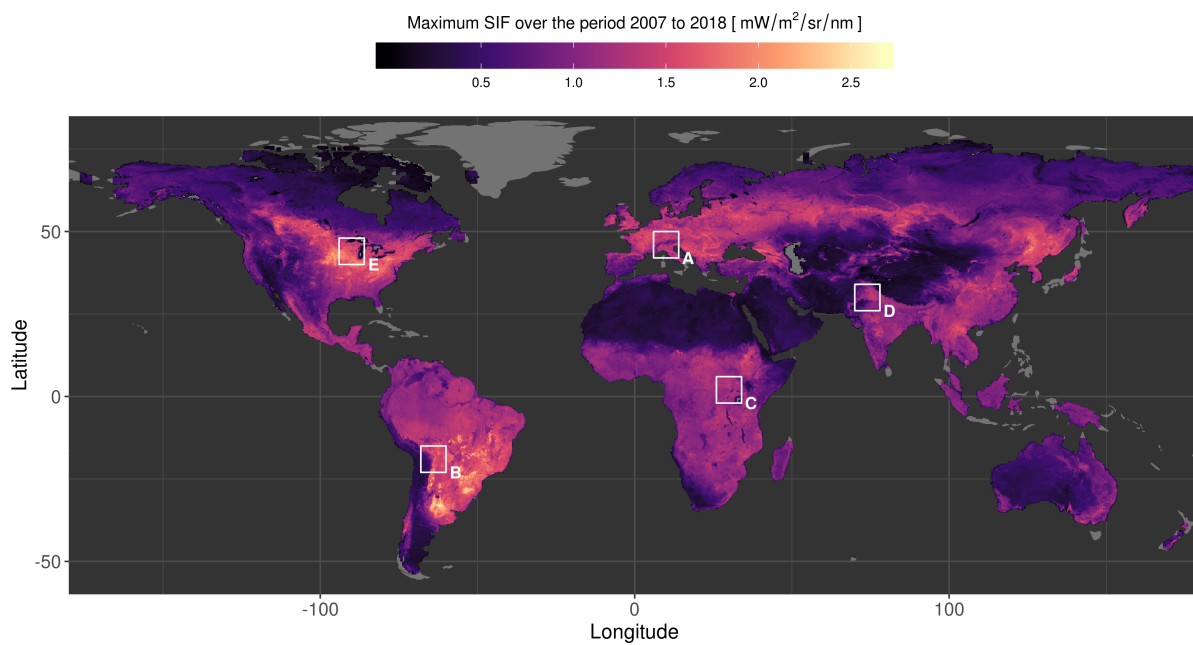 Maximum SIF over the period 2007 to 2018 [ mW/m²/sr/nm ]
0.5 1.0 1.5 2.0 2.5
Latitude
50
0
-50
A
E
D
C
B
-100 0 100
Longitude